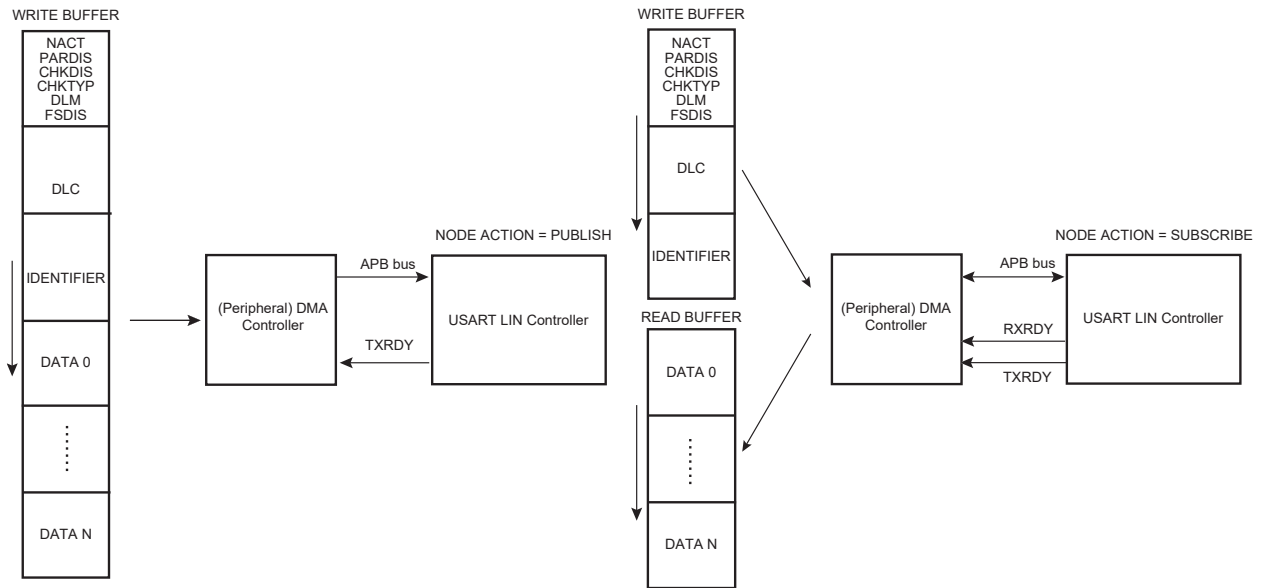 WRITE BUFFER
NACT
PARDIS
CHKDIS
CHKTYP
DLM
FSDIS
DLC
IDENTIFIER
DATA 0
DATA N
(Peripheral) DMA
Controller
APB bus
TXRDY
NODE ACTION = PUBLISH
USART LIN Controller
WRITE BUFFER
NACT
PARDIS
CHKDIS
CHKTYP
DLM
FSDIS
DLC
IDENTIFIER
READ BUFFER
DATA 0
DATA N
(Peripheral) DMA
Controller
APB bus
RXRDY
TXRDY
NODE ACTION = SUBSCRIBE
USART LIN Controller